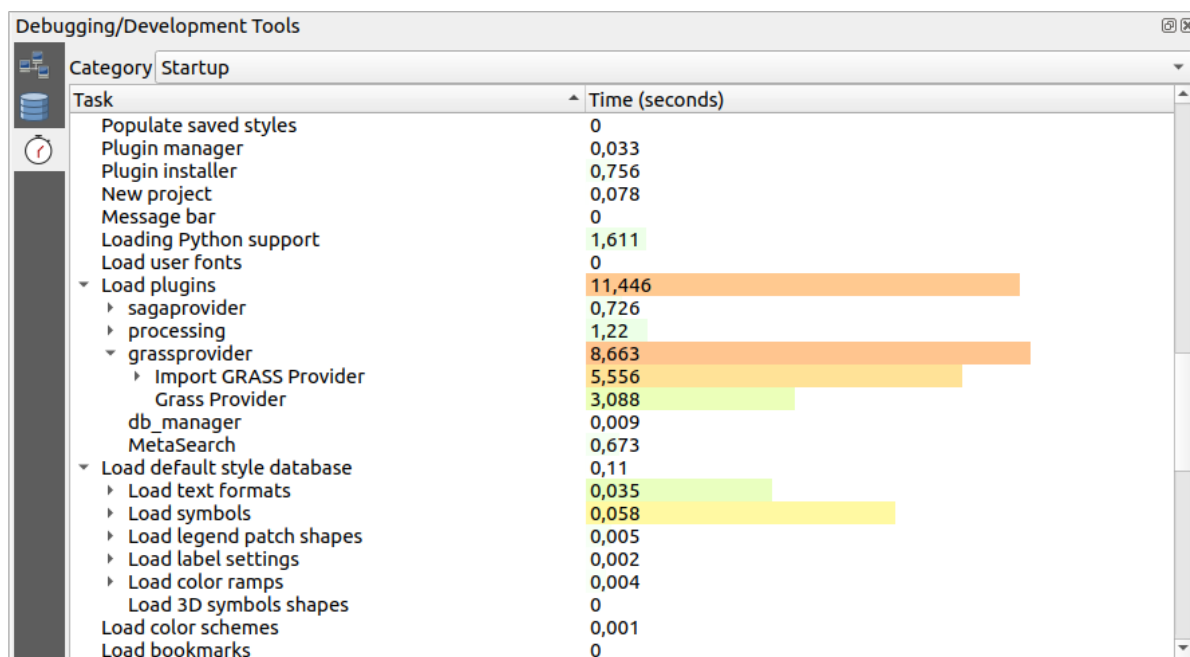 Debugging/Development Tools
Category Startup
Task Time (seconds)
Populate saved styles 0
Plugin manager 0,033
Plugin installer 0,756
New project 0,078
Message bar 0
Loading Python support 1,611
Load user fonts 0
Load plugins 11,446
sagaprovider 0,726
processing 1,22
grassprovider 8,663
Import GRASS Provider 5,556
Grass Provider 3,088
db_manager 0,009
MetaSearch 0,673
Load default style database 0,11
Load text formats 0,035
Load symbols 0,058
Load legend patch shapes 0,005
Load label settings 0,002
Load color ramps 0,004
Load 3D symbols shapes 0
Load color schemes 0,001
Load bookmarks 0